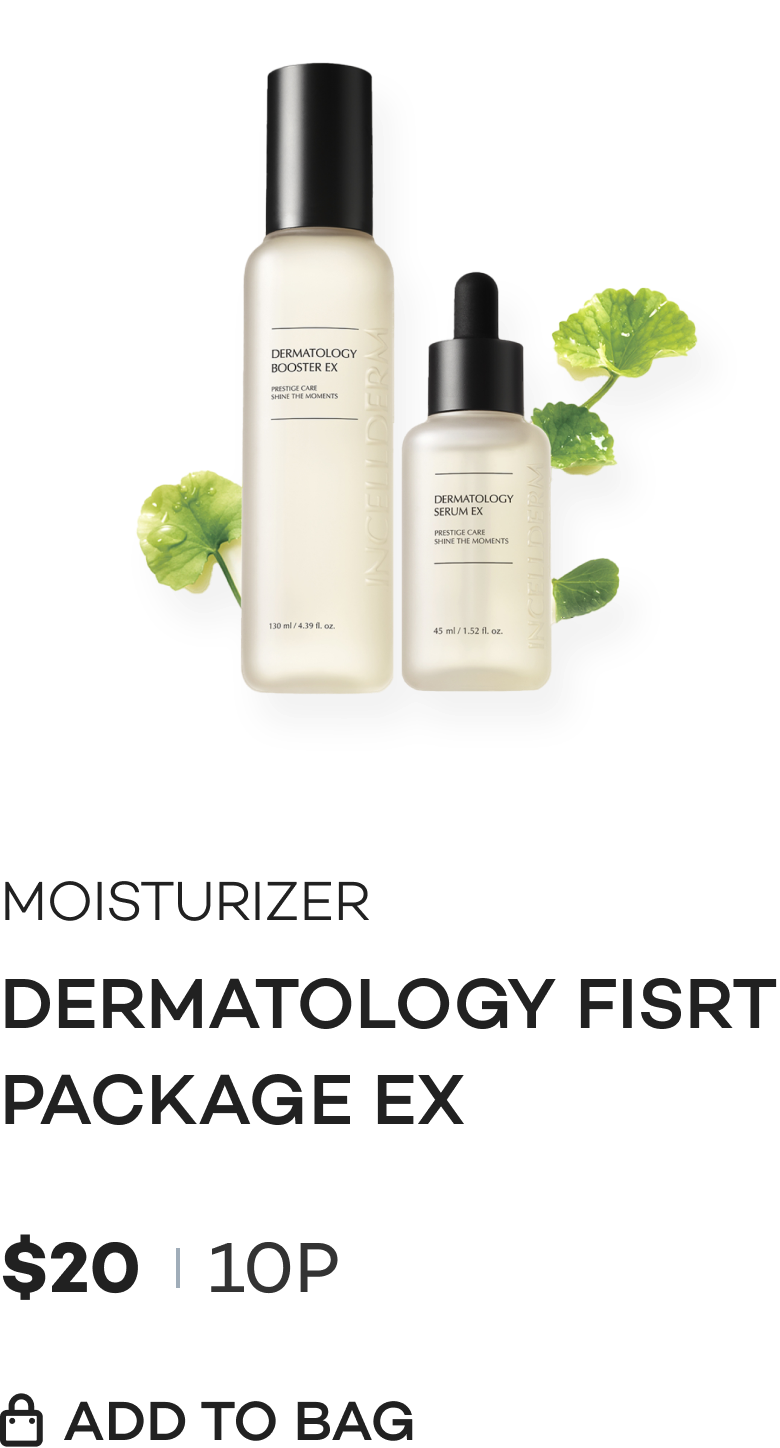 DERMATOLOGY
BOOSTER EX
PRESTIGE CARE
SHINE THE MOMENTS
INCELLDERM
130 ml / 4.39 fl. oz.
DERMATOLOGY
SERUM EX
PRESTIGE CARE
SHINE THE MOMENTS
INCELLDERM
45 ml / 1.52 fl. oz.
MOISTURIZER
DERMATOLOGY FISRT
PACKAGE EX
$20 | 10P
ADD TO BAG